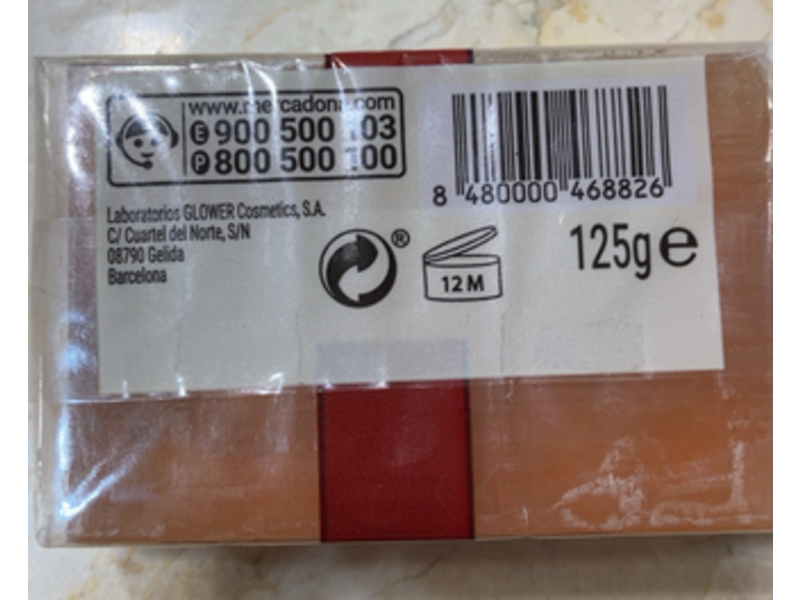 www.mercadona.com
E 900 500 103
P 800 500 100
8 480000 468826
Laboratorios GLOWER Cosmetics, S.A.
C/ Cuartel del Norte, S/N
08790 Gelida
Barcelona
®
12 M
125g e